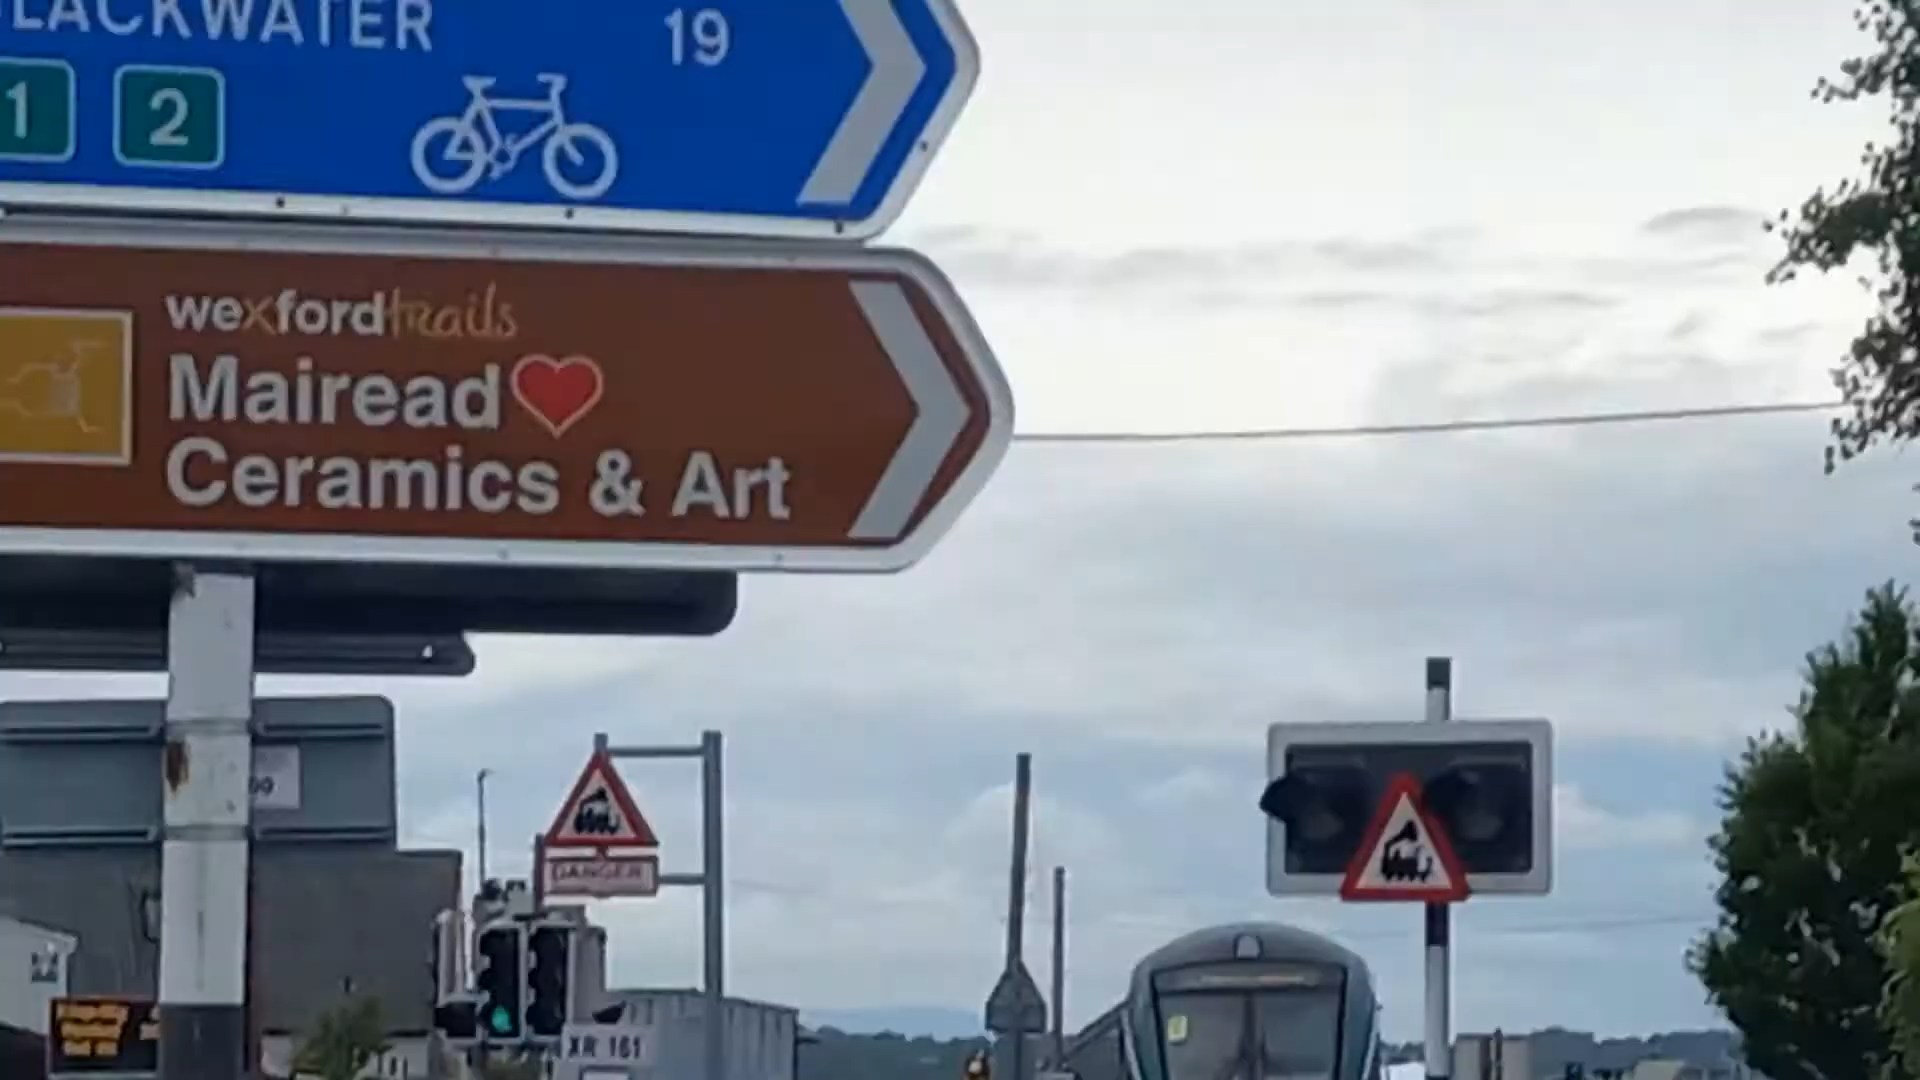 LACKWATER 19
1 2
wexfordtrails
Mairead
Ceramics & Art
DANGER
XR 161